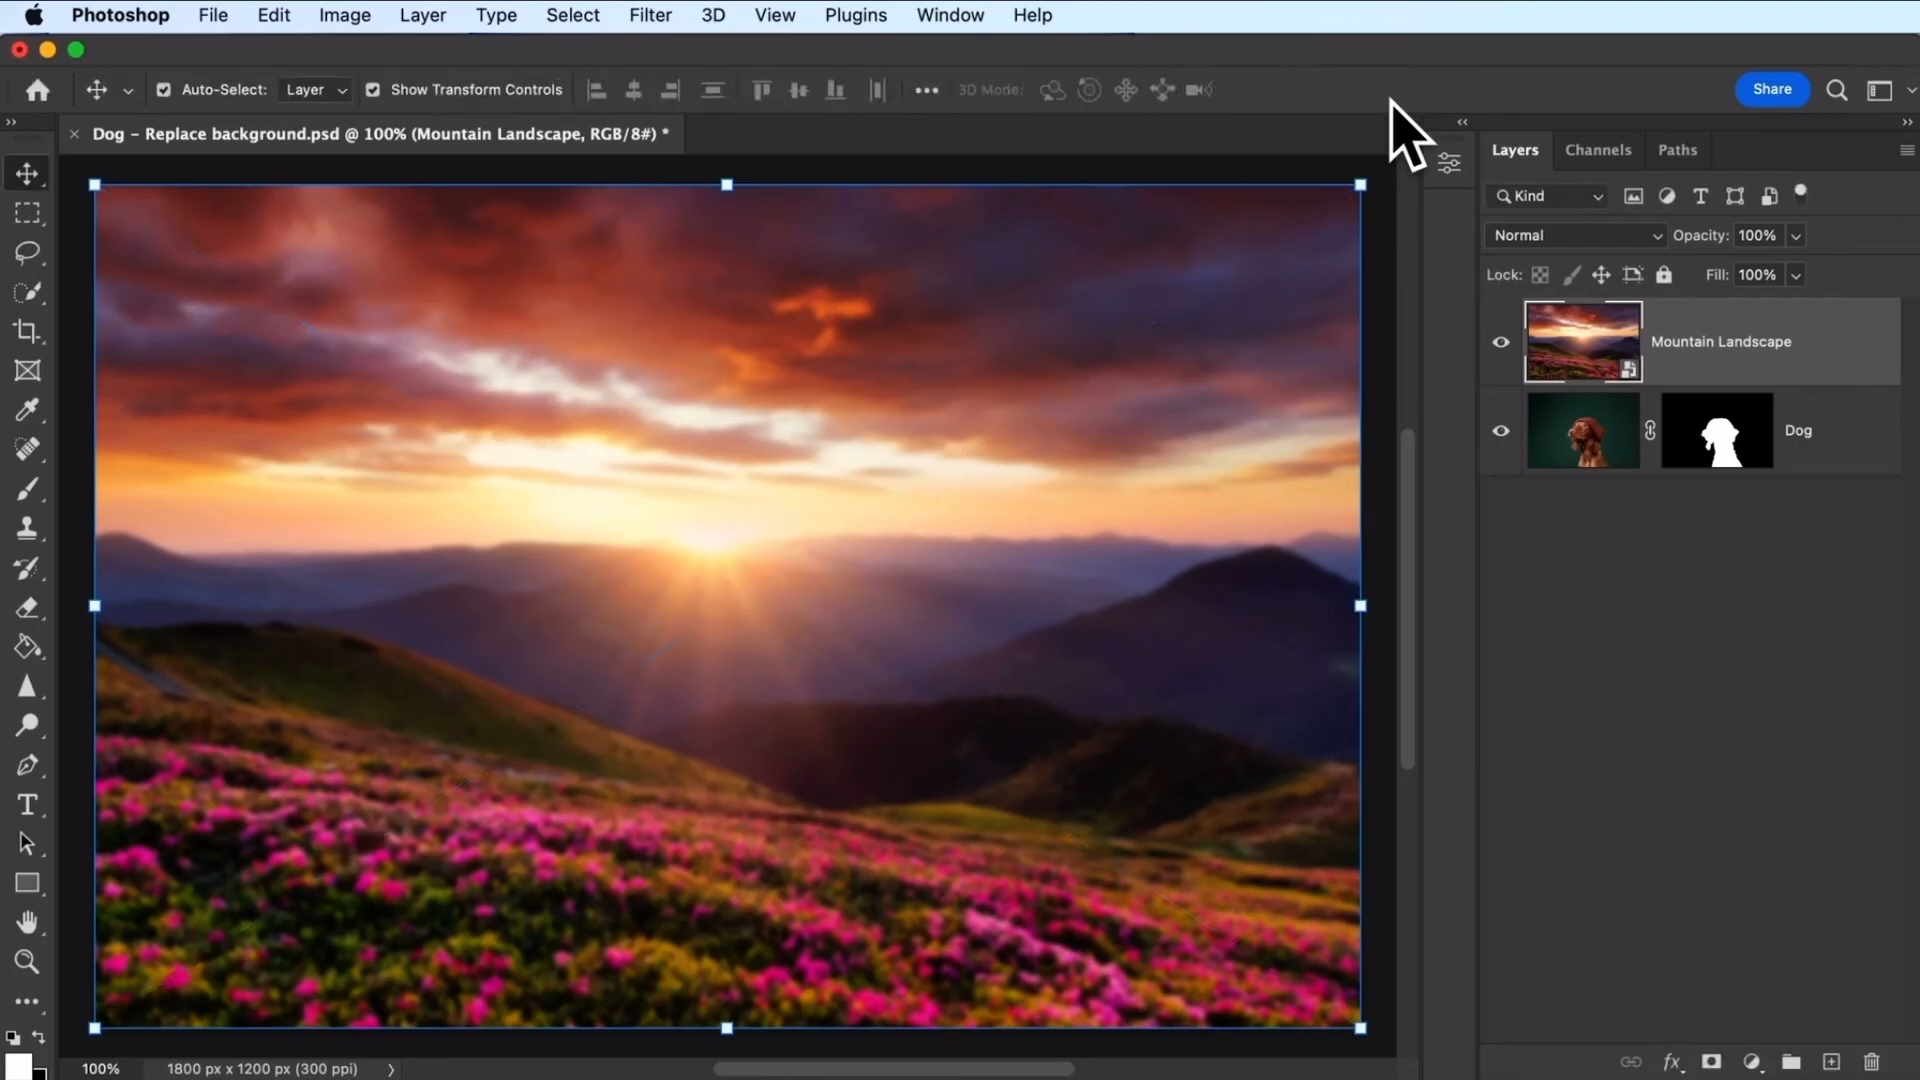 Photoshop File Edit Image Layer Type Select Filter 3D View Plugins Window Help
Auto-Select: Layer Show Transform Controls 3D Mode: Share
Dog – Replace background.psd @ 100% (Mountain Landscape, RGB/8#) *
Layers Channels Paths
Kind
Normal Opacity: 100%
Lock: Fill: 100%
Mountain Landscape
Dog
fx
100% 1800 px x 1200 px (300 ppi)